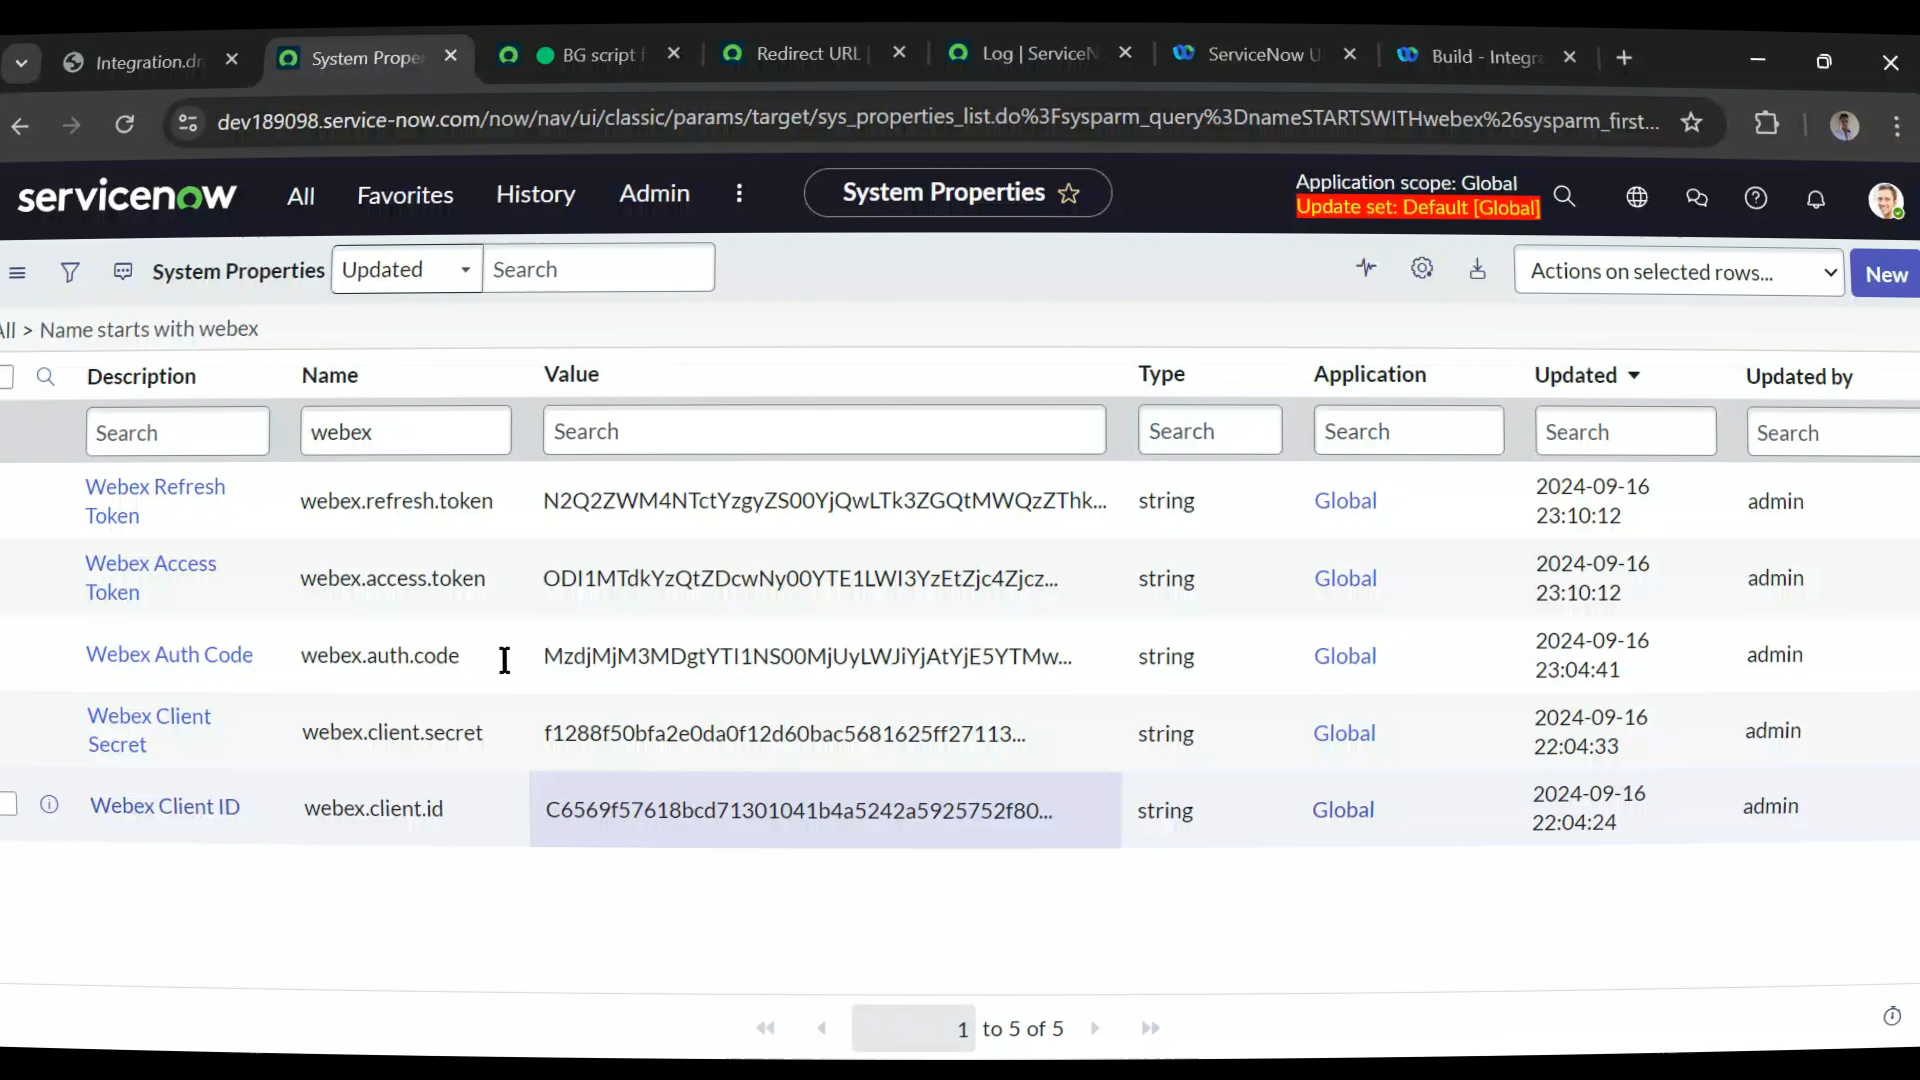 Integration.dr
System Prope
BG script f
Redirect URL
Log | ServiceN
ServiceNow U
Build - Integra
dev189098.service-now.com/now/nav/ui/classic/params/target/sys_properties_list.do%3Fsysparm_query%3DnameSTARTSWITHwebex%26sysparm_first...
servicenow
All
Favorites
History
Admin
System Properties
Application scope: Global
Update set: Default [Global]
System Properties
Updated
Search
Actions on selected rows...
New
All > Name starts with webex
Description
Name
Value
Type
Application
Updated
Updated by
Search
webex
Search
Search
Search
Search
Search
Webex Refresh
Token
webex.refresh.token
N2Q2ZWM4NTctYzgyZS00YjQwLTk3ZGQtMWQzZThk...
string
Global
2024-09-16
23:10:12
admin
Webex Access
Token
webex.access.token
ODI1MTdkYzQtZDcwNy00YTE1LWI3YzEtZjc4Zjcz...
string
Global
2024-09-16
23:10:12
admin
Webex Auth Code
webex.auth.code
MzdjMjM3MDgtYTI1NS00MjUyLWJiYjAtYjE5YTMw...
string
Global
2024-09-16
23:04:41
admin
Webex Client
Secret
webex.client.secret
f1288f50bfa2e0da0f12d60bac5681625ff27113...
string
Global
2024-09-16
22:04:33
admin
Webex Client ID
webex.client.id
C6569f57618bcd71301041b4a5242a5925752f80...
string
Global
2024-09-16
22:04:24
admin
1 to 5 of 5